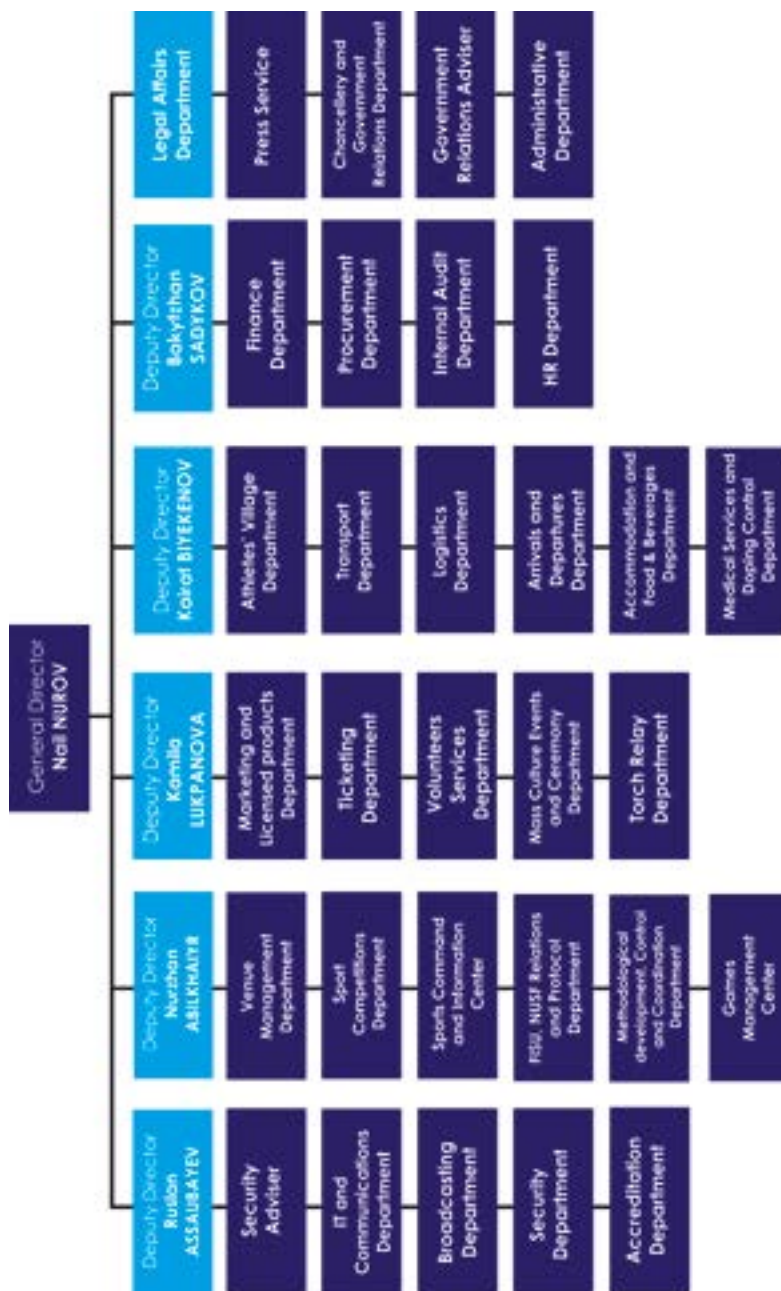 General Director
Nail NUROV
Deputy Director
Ruslan
ASSAUBAYEV
Security
Adviser
IT and
Communications
Department
Broadcasting
Department
Security
Department
Accreditation
Department
Deputy Director
Nurzhan
ABILKHAIYR
Venue
Management
Department
Sport
Competitions
Department
Sports Command
and Information
Center
FISU, NUSF Relations
and Protocol
Department
Methodological
development, Control
and Coordination
Department
Games
Management
Center
Deputy Director
Kamila
LUKPANOVA
Marketing and
Licensed products
Department
Ticketing
Department
Volunteers
Services
Department
Mass Culture Events
and Ceremony
Department
Torch Relay
Department
Deputy Director
Kairat BIYEKENOV
Athletes' Village
Department
Transport
Department
Logistics
Department
Arrivals and
Departures
Department
Accommodation and
Food & Beverages
Department
Medical Services and
Doping Control
Department
Deputy Director
Bakytzhan
SADYKOV
Finance
Department
Procurement
Department
Internal Audit
Department
HR Department
Legal Affairs
Department
Press Service
Chancellery and
Government
Relations Department
Government
Relations Adviser
Administrative
Department